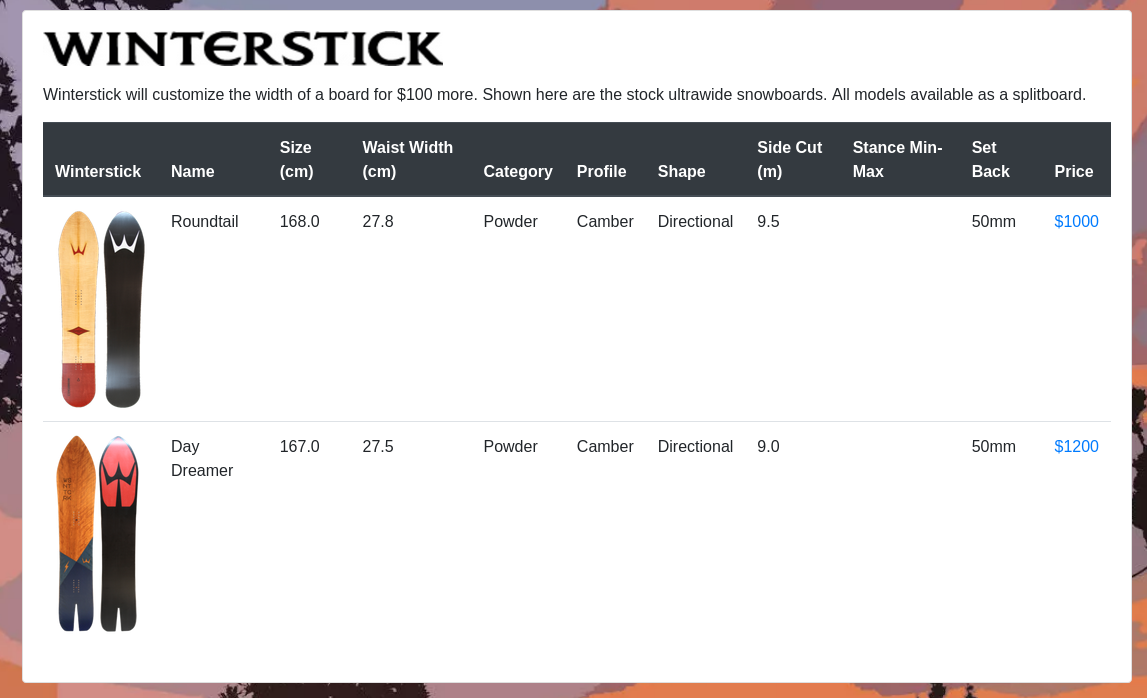 WINTERSTICK
Winterstick will customize the width of a board for $100 more. Shown here are the stock ultrawide snowboards. All models available as a splitboard.
Winterstick Name Size (cm) Waist Width (cm) Category Profile Shape Side Cut (m) Stance Min-Max Set Back Price
Roundtail 168.0 27.8 Powder Camber Directional 9.5 50mm $1000
Day Dreamer 167.0 27.5 Powder Camber Directional 9.0 50mm $1200